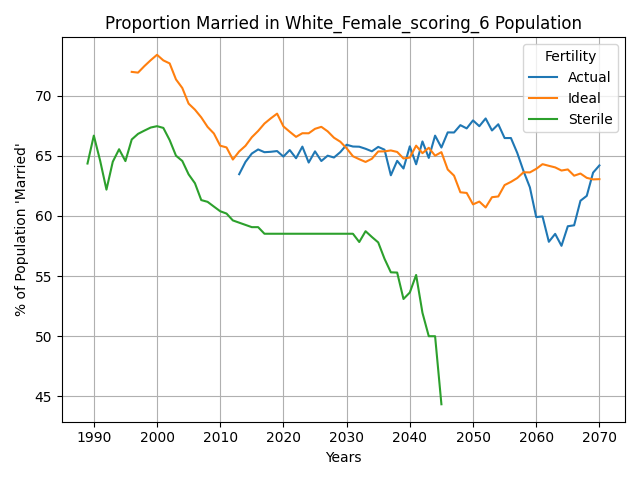 Proportion Married in White_Female_scoring_6 Population
% of Population 'Married'
70
65
60
55
50
45
Fertility
Actual
Ideal
Sterile
1990 2000 2010 2020 2030 2040 2050 2060 2070
Years